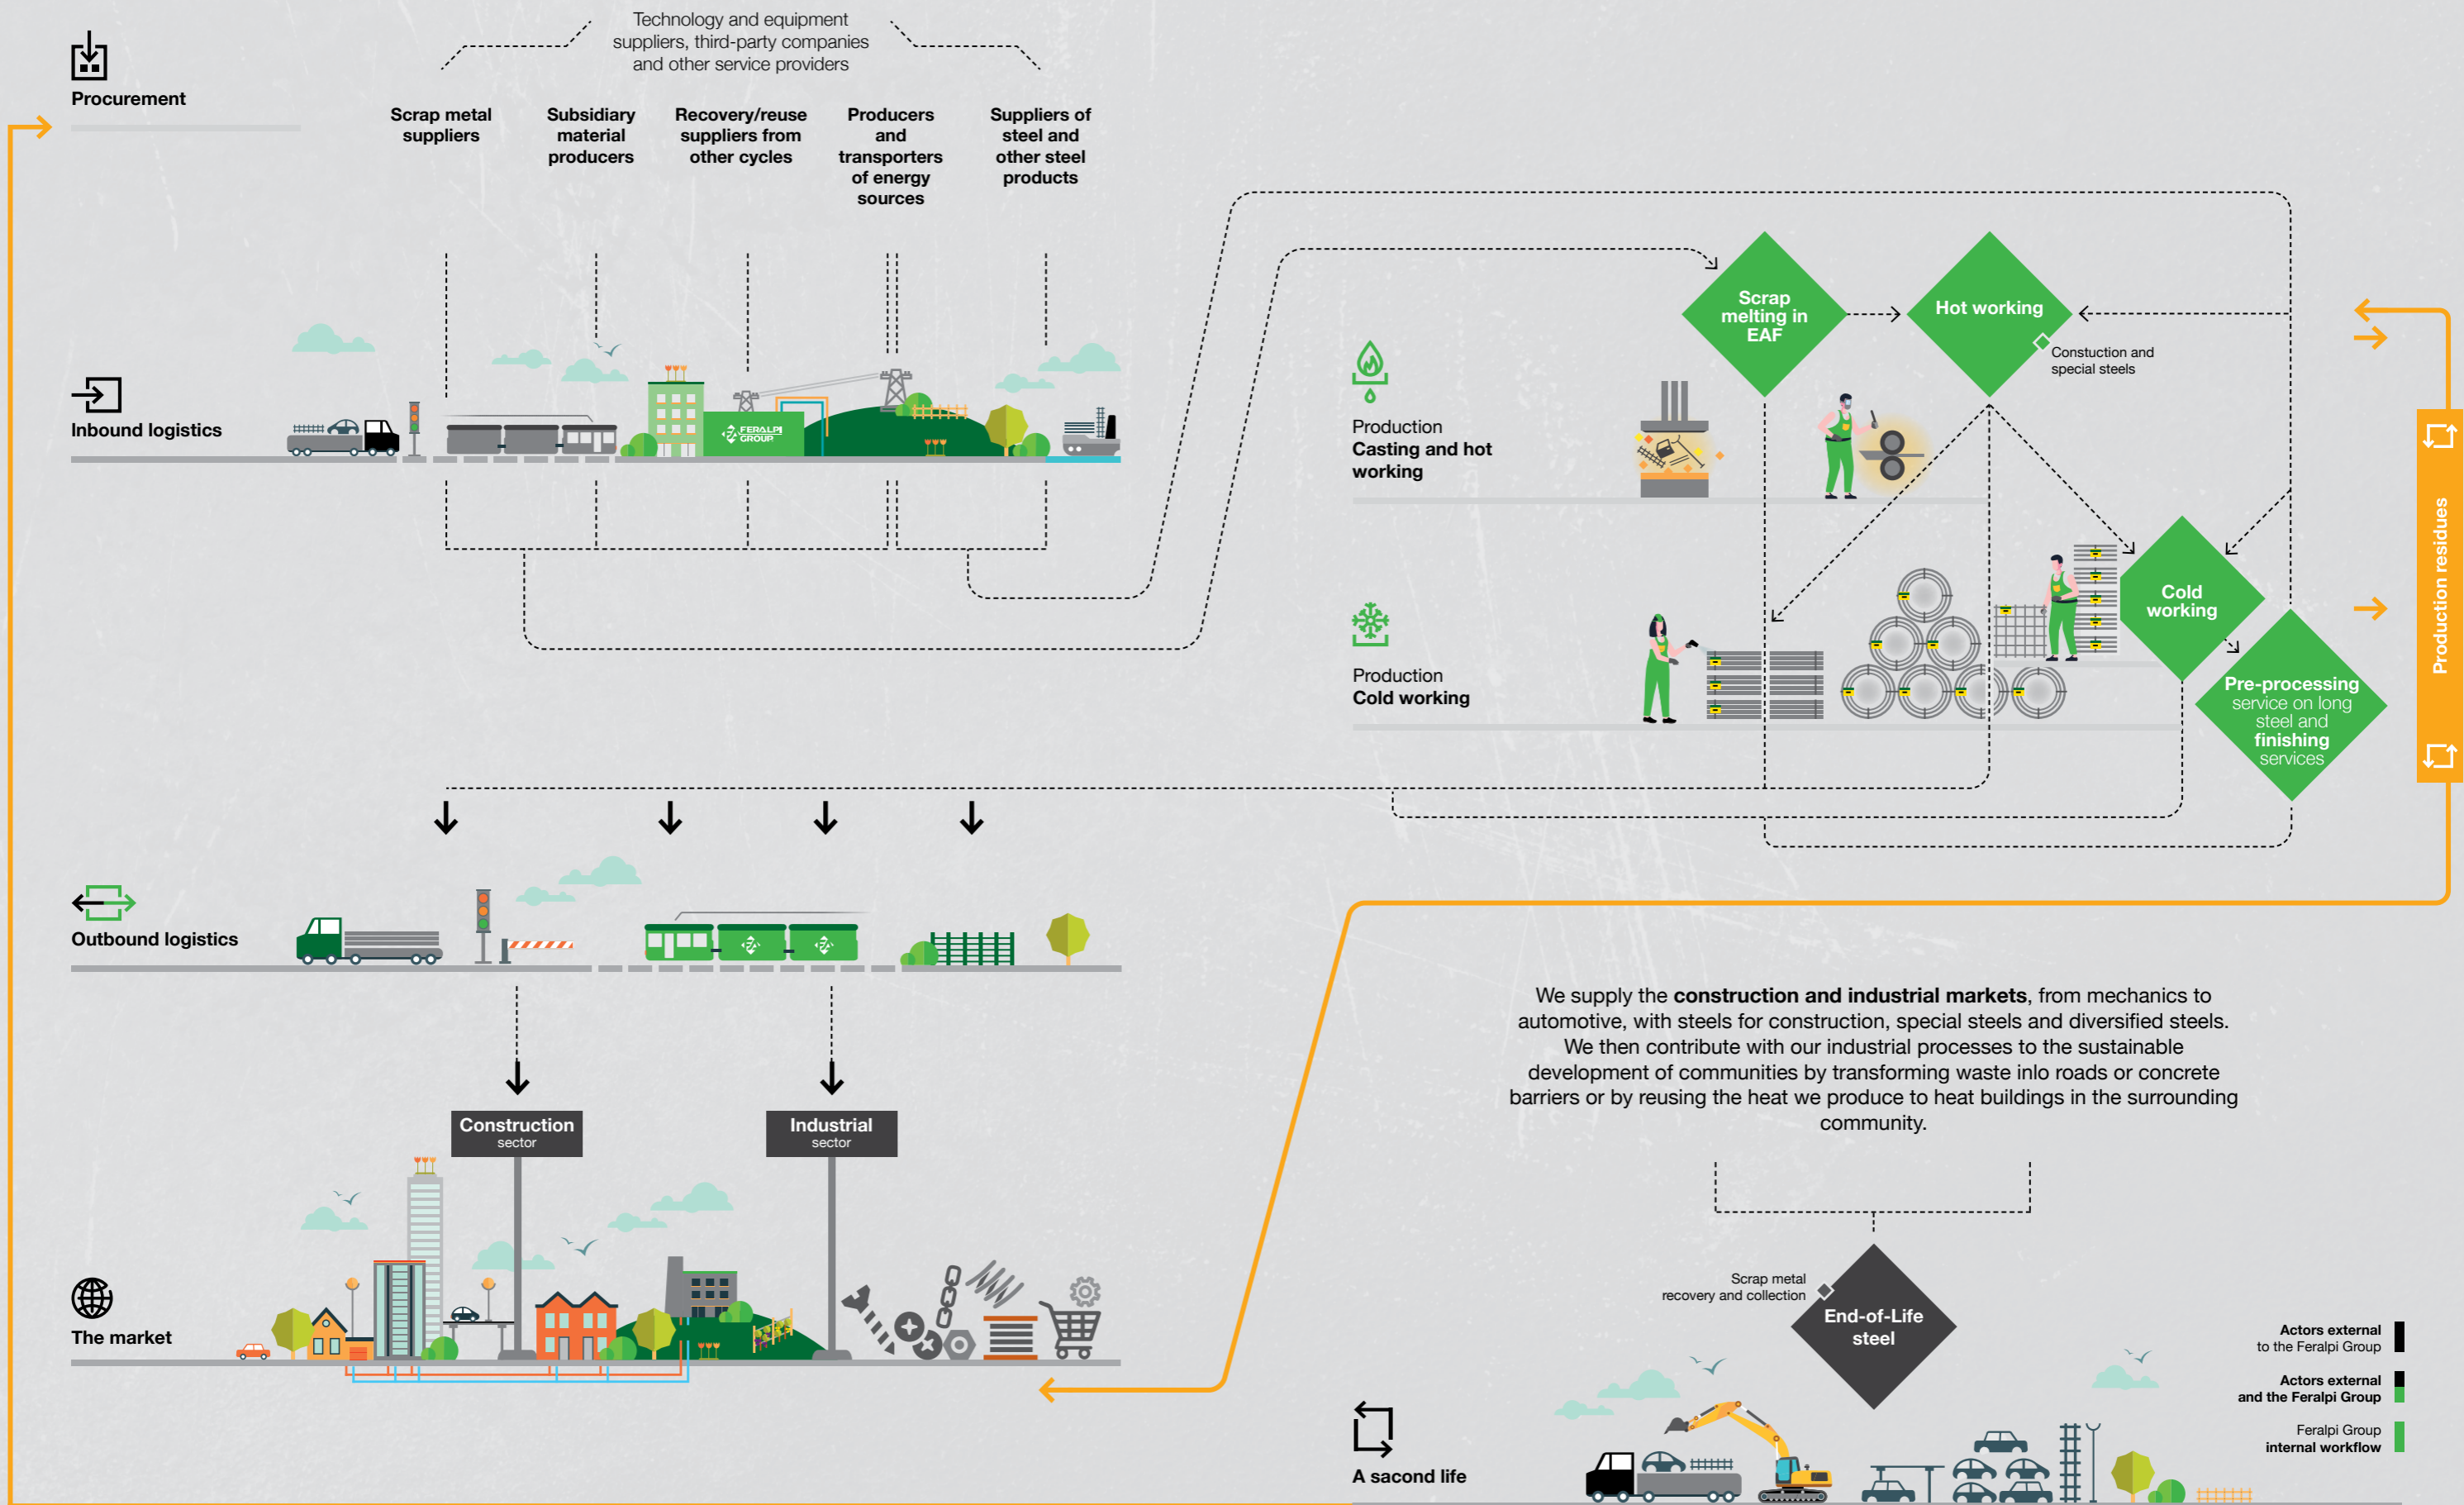 Technology and equipment
suppliers, third-party companies
and other service providers
Procurement
Scrap metal
suppliers
Subsidiary
material
producers
Recovery/reuse
suppliers from
other cycles
Producers
and
transporters
of energy
sources
Suppliers of
steel and
other steel
products
Inbound logistics
FERALPI
GROUP
Scrap
melting in
EAF
Hot working
Constuction and
special steels
Production
Casting and hot
working
Production
Cold working
Cold
working
Pre-processing
service on long
steel and
finishing
services
Production residues
Outbound logistics
Construction
sector
Industrial
sector
The market
We supply the construction and industrial markets, from mechanics to
automotive, with steels for construction, special steels and diversified steels.
We then contribute with our industrial processes to the sustainable
development of communities by transforming waste inlo roads or concrete
barriers or by reusing the heat we produce to heat buildings in the surrounding
community.
Scrap metal
recovery and collection
End-of-Life
steel
A sacond life
Actors external
to the Feralpi Group
Actors external
and the Feralpi Group
Feralpi Group
internal workflow